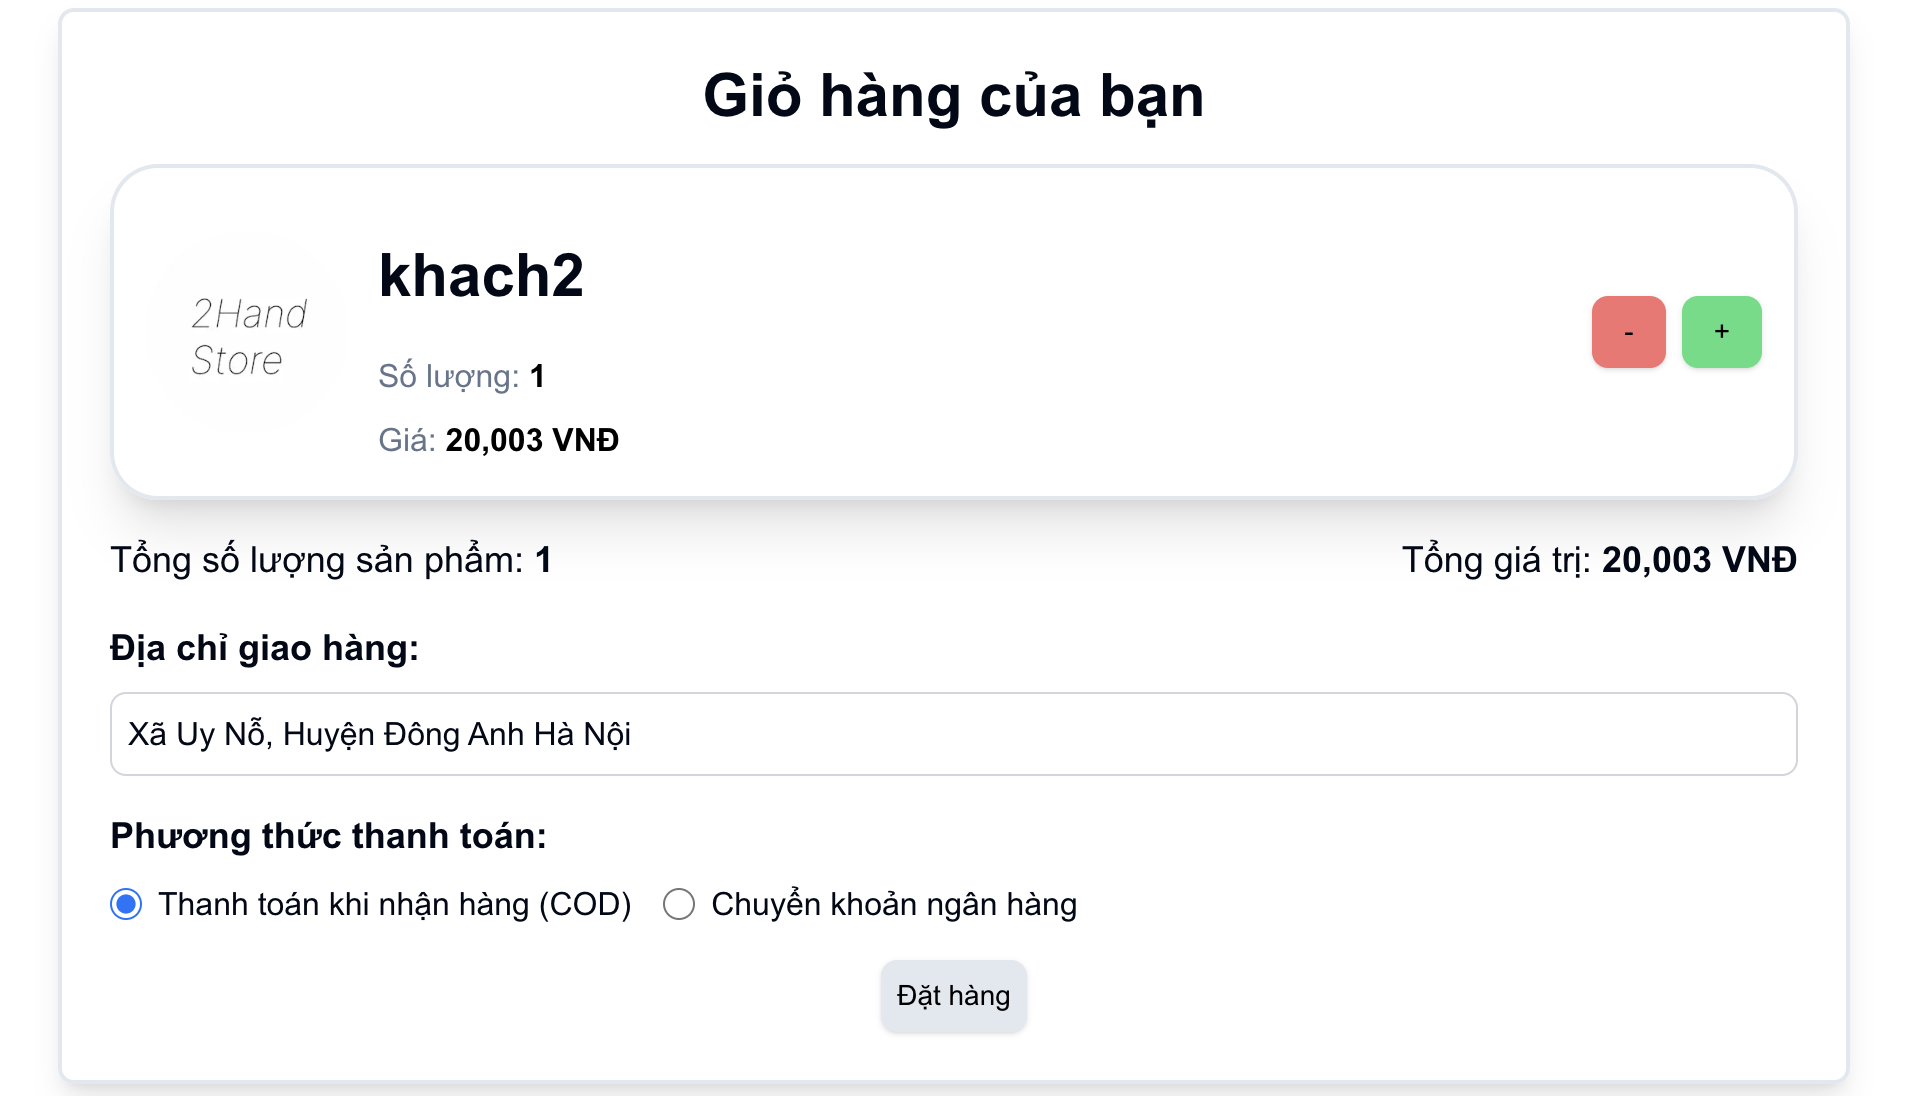 Giỏ hàng của bạn
2Hand
Store
khach2
Số lượng: 1
Giá: 20,003 VNĐ
-
+
Tổng số lượng sản phẩm: 1
Tổng giá trị: 20,003 VNĐ
Địa chỉ giao hàng:
Xã Uy Nỗ, Huyện Đông Anh Hà Nội
Phương thức thanh toán:
Thanh toán khi nhận hàng (COD)
Chuyển khoản ngân hàng
Đặt hàng